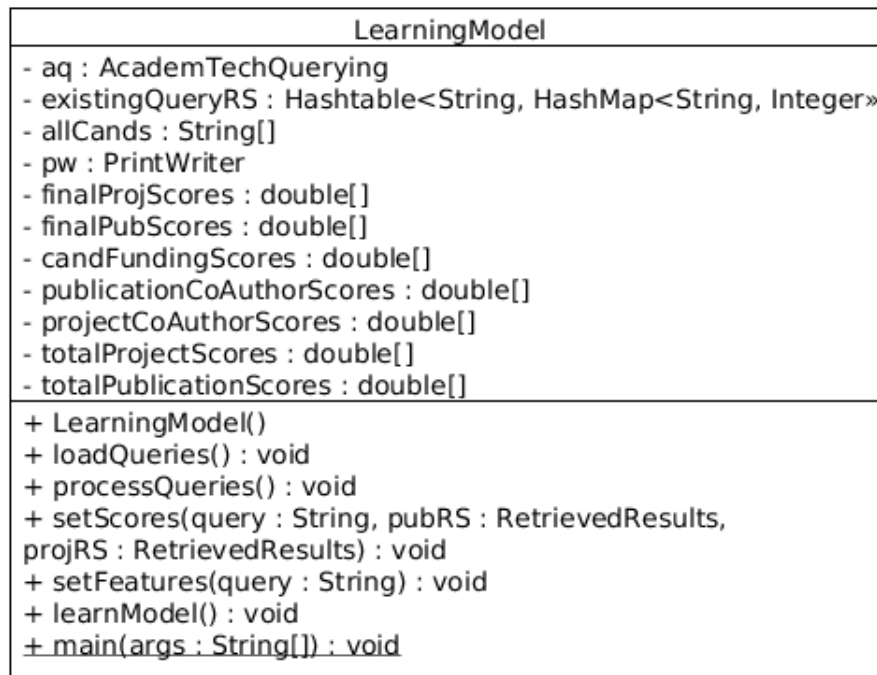 LearningModel
- aq : AcademTechQuerying
- existingQueryRS : Hashtable<String, HashMap<String, Integer»
- allCands : String[]
- pw : PrintWriter
- finalProjScores : double[]
- finalPubScores : double[]
- candFundingScores : double[]
- publicationCoAuthorScores : double[]
- projectCoAuthorScores : double[]
- totalProjectScores : double[]
- totalPublicationScores : double[]
+ LearningModel()
+ loadQueries() : void
+ processQueries() : void
+ setScores(query : String, pubRS : RetrievedResults,
projRS : RetrievedResults) : void
+ setFeatures(query : String) : void
+ learnModel() : void
+ main(args : String[]) : void